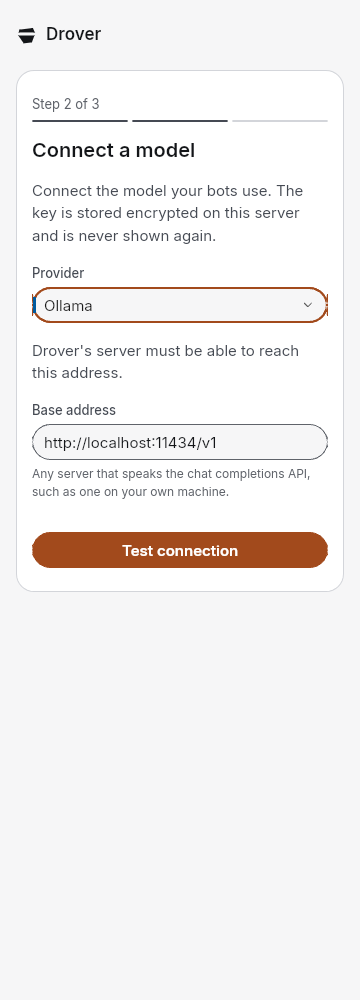 Drover
Step 2 of 3
Connect a model
Connect the model your bots use. The
key is stored encrypted on this server
and is never shown again.
Provider
Ollama
Drover's server must be able to reach
this address.
Base address
http://localhost:11434/v1
Any server that speaks the chat completions API,
such as one on your own machine.
Test connection